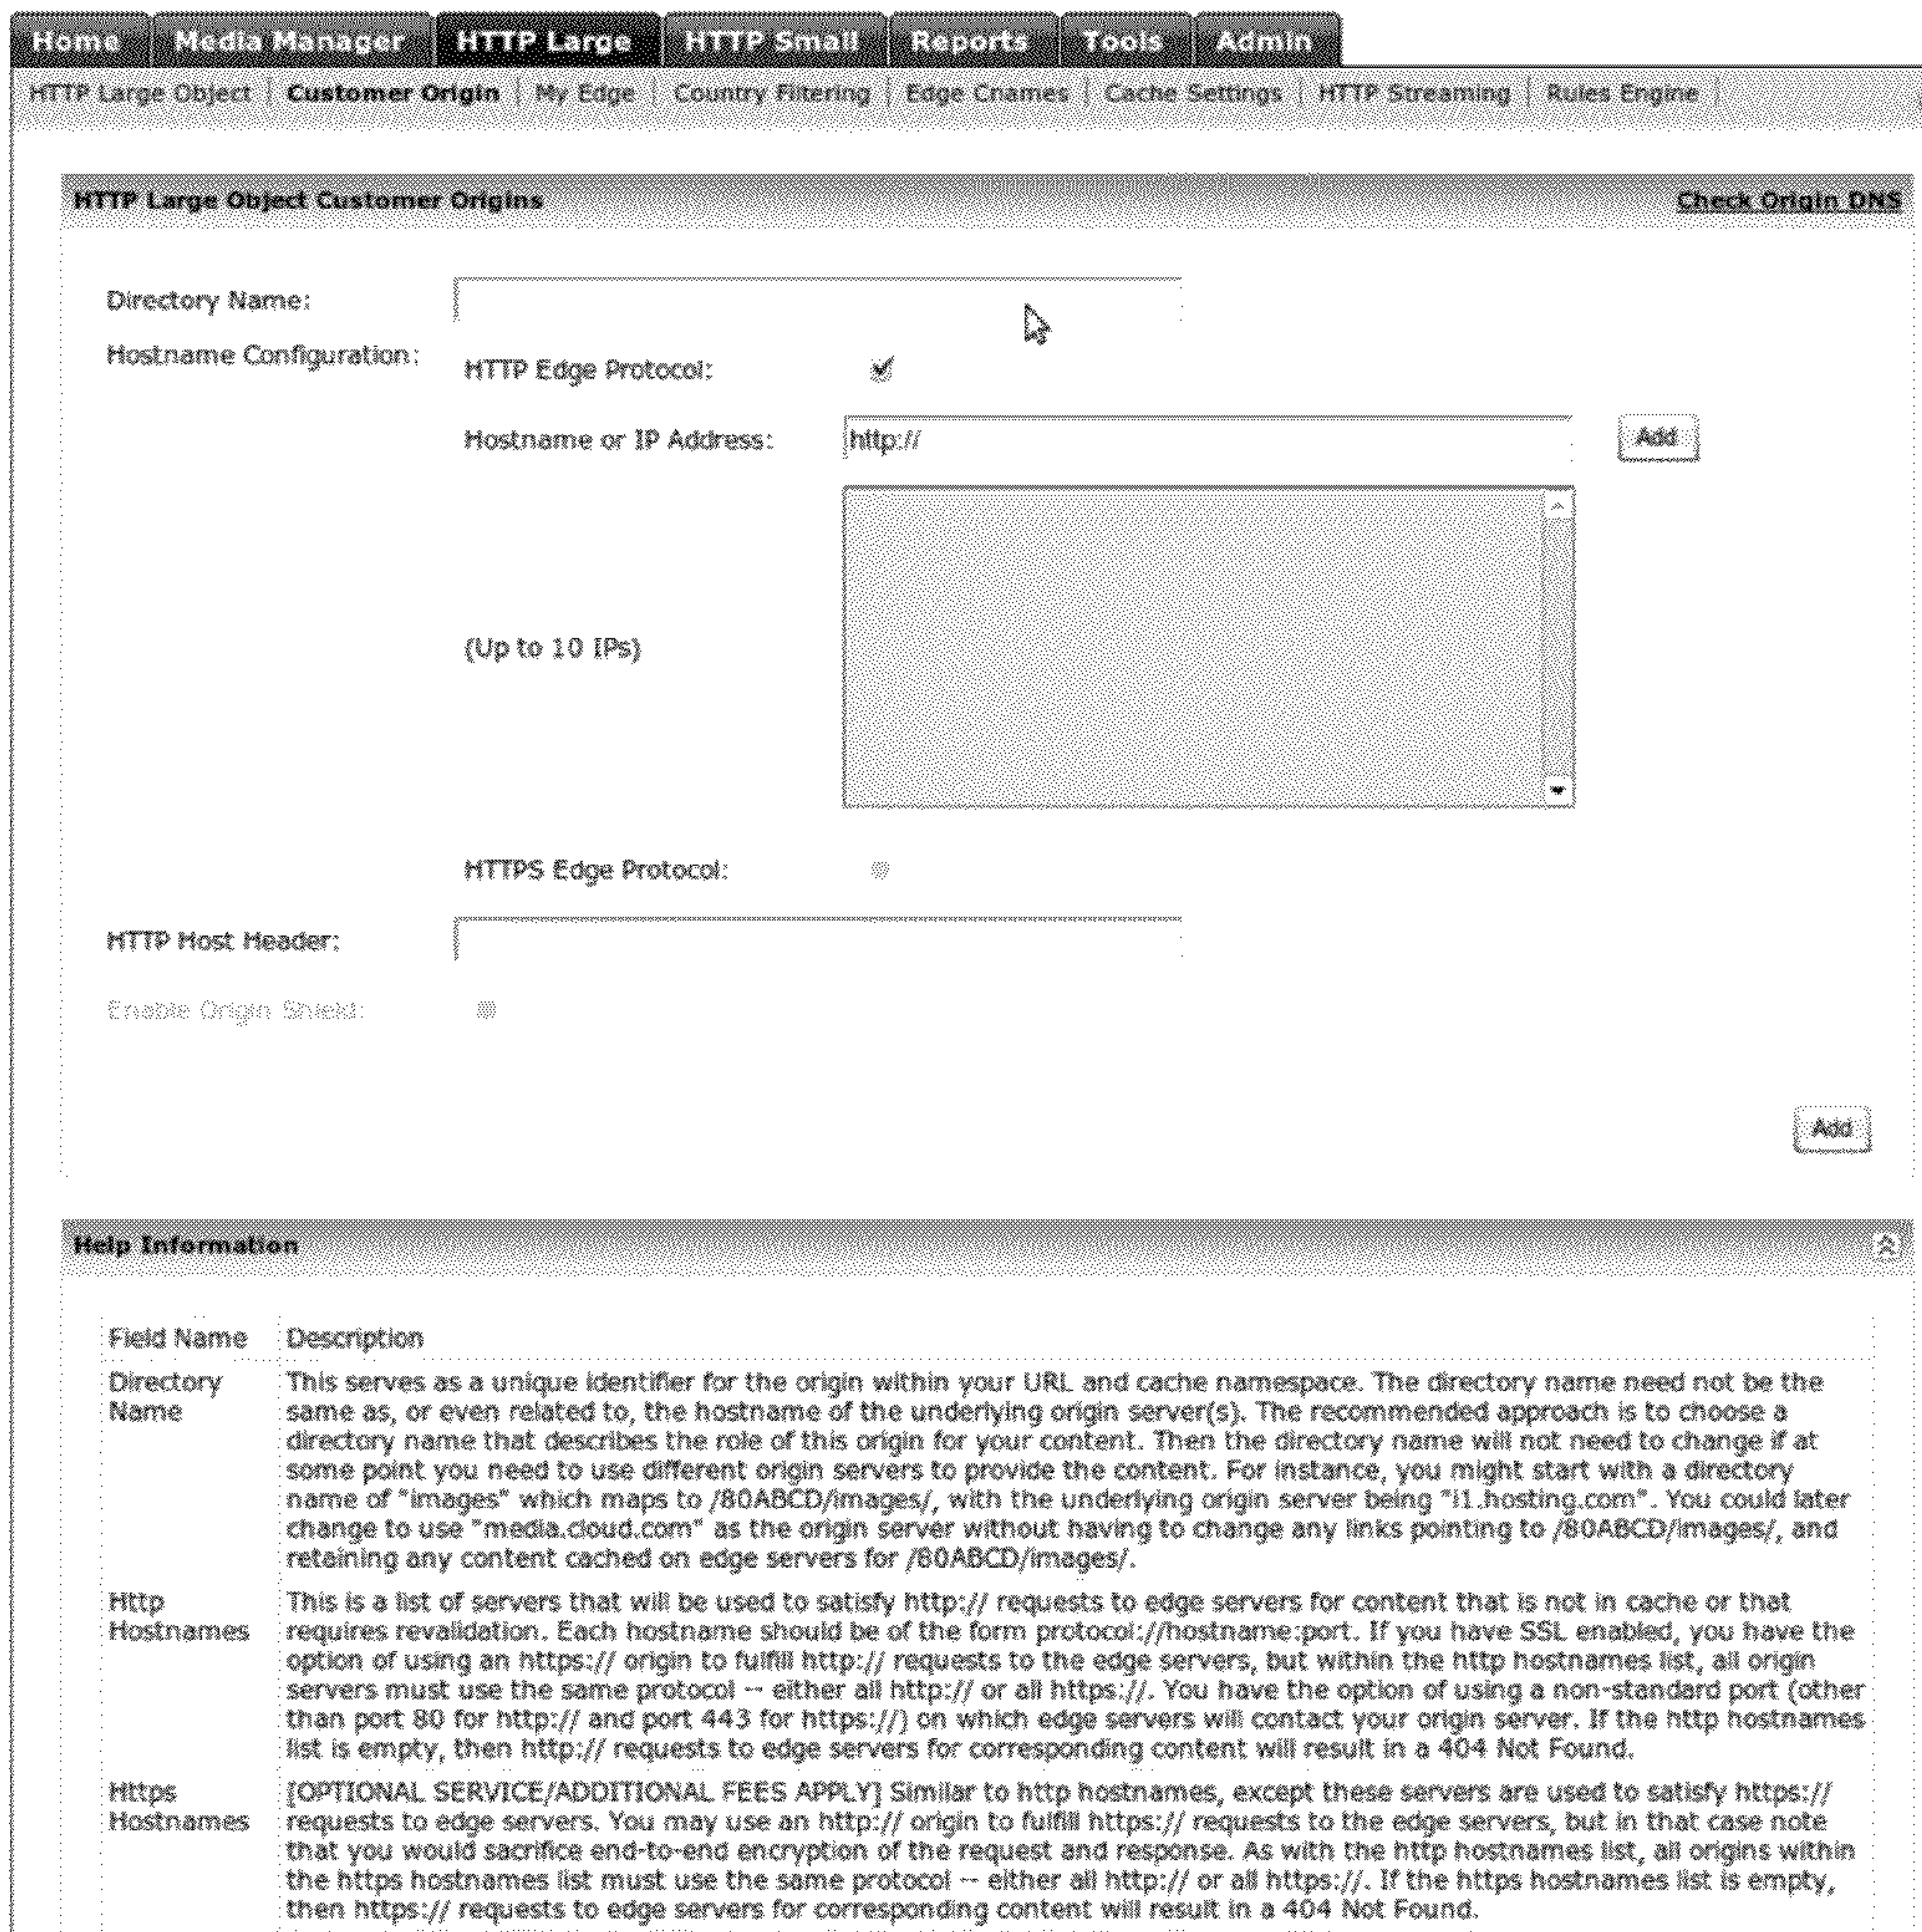 Home Media Manager HTTP Large HTTP Small Reports Tools Admin
HTTP Large Object Customer Origin My Edge Country Filtering Edge Cnames Cache Settings HTTP Streaming Rules Engine
HTTP Large Object Customer Origins Check Origin DNS
Directory Name:
Hostname Configuration:
HTTP Edge Protocol:
Hostname or IP Address: http:// Add
(Up to 10 IPs)
HTTPS Edge Protocol:
HTTP Host Header:
Enable Origin Shield:
Add
Help Information
Field Name Description
Directory Name
This serves as a unique identifier for the origin within your URL and cache namespace. The directory name need not be the
same as, or even related to, the hostname of the underlying origin server(s). The recommended approach is to choose a
directory name that describes the role of this origin for your content. Then the directory name will not need to change if at
some point you need to use different origin servers to provide the content. For instance, you might start with a directory
name of "images" which maps to /80ABCD/images/, with the underlying origin server being "i1.hosting.com". You could later
change to use "media.cloud.com" as the origin server without having to change any links pointing to /80ABCD/images/, and
retaining any content cached on edge servers for /80ABCD/images/.
Http Hostnames
This is a list of servers that will be used to satisfy http:// requests to edge servers for content that is not in cache or that
requires revalidation. Each hostname should be of the form protocol://hostname:port. If you have SSL enabled, you have the
option of using an https:// origin to fulfill http:// requests to the edge servers, but within the http hostnames list, all origin
servers must use the same protocol -- either all http:// or all https://. You have the option of using a non-standard port (other
than port 80 for http:// and port 443 for https://) on which edge servers will contact your origin server. If the http hostnames
list is empty, then http:// requests to edge servers for corresponding content will result in a 404 Not Found.
Https Hostnames
[OPTIONAL SERVICE/ADDITIONAL FEES APPLY] Similar to http hostnames, except these servers are used to satisfy https://
requests to edge servers. You may use an http:// origin to fulfill https:// requests to the edge servers, but in that case note
that you would sacrifice end-to-end encryption of the request and response. As with the http hostnames list, all origins within
the https hostnames list must use the same protocol -- either all http:// or all https://. If the https hostnames list is empty,
then https:// requests to edge servers for corresponding content will result in a 404 Not Found.